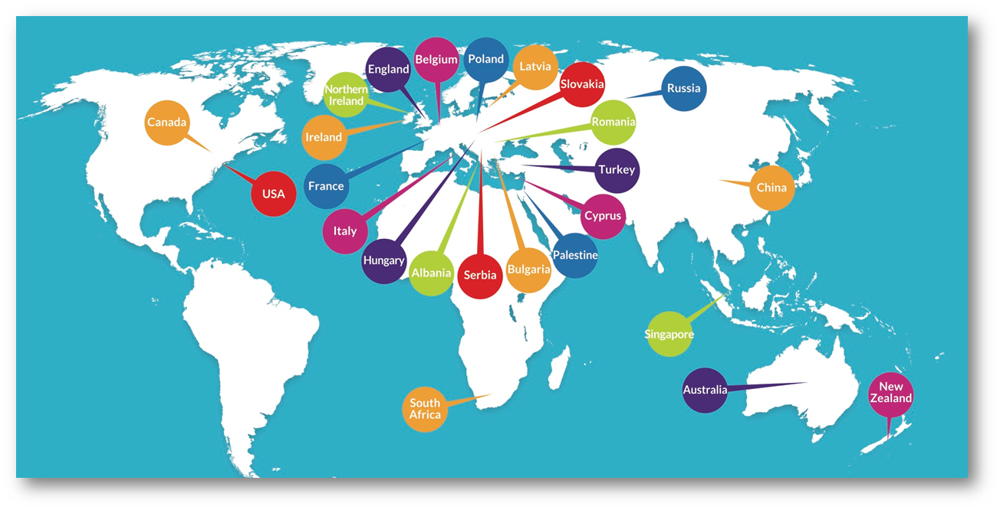 Belgium
Poland
England
Latvia
Slovakia
Northern
Ireland
Russia
Canada
Romania
Ireland
Turkey
France
USA
China
Cyprus
Italy
Palestine
Hungary
Albania
Serbia
Bulgaria
Singapore
Australia
New
Zealand
South
Africa